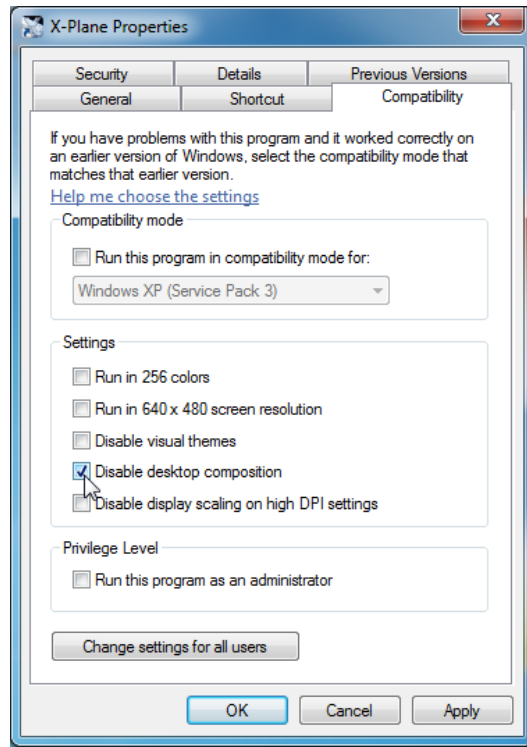 X-Plane Properties
Security
Details
Previous Versions
General
Shortcut
Compatibility
If you have problems with this program and it worked correctly on
an earlier version of Windows, select the compatibility mode that
matches that earlier version.
Help me choose the settings
Compatibility mode
Run this program in compatibility mode for:
Windows XP (Service Pack 3)
Settings
Run in 256 colors
Run in 640 x 480 screen resolution
Disable visual themes
Disable desktop composition
Disable display scaling on high DPI settings
Privilege Level
Run this program as an administrator
Change settings for all users
OK
Cancel
Apply